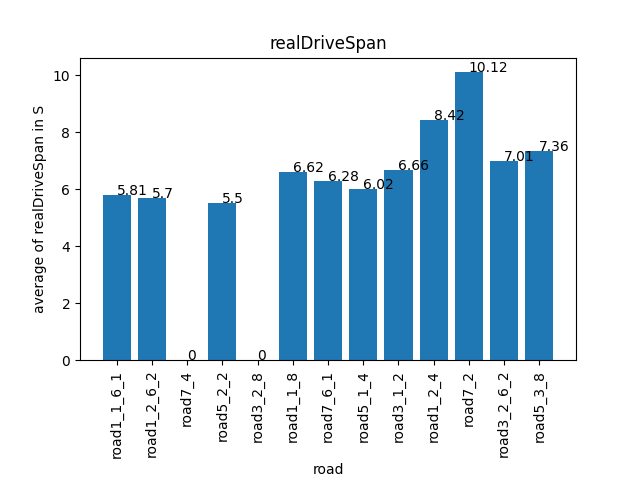 realDriveSpan
average of realDriveSpan in S
10
8
6
4
2
0
5.81
5.7
0
5.5
0
6.62
6.28
6.02
6.66
8.42
10.12
7.01
7.36
road1_1_6_1
road1_2_6_2
road7_4
road5_2_2
road3_2_8
road1_1_8
road7_6_1
road5_1_4
road3_1_2
road1_2_4
road7_2
road3_2_6_2
road5_3_8
road